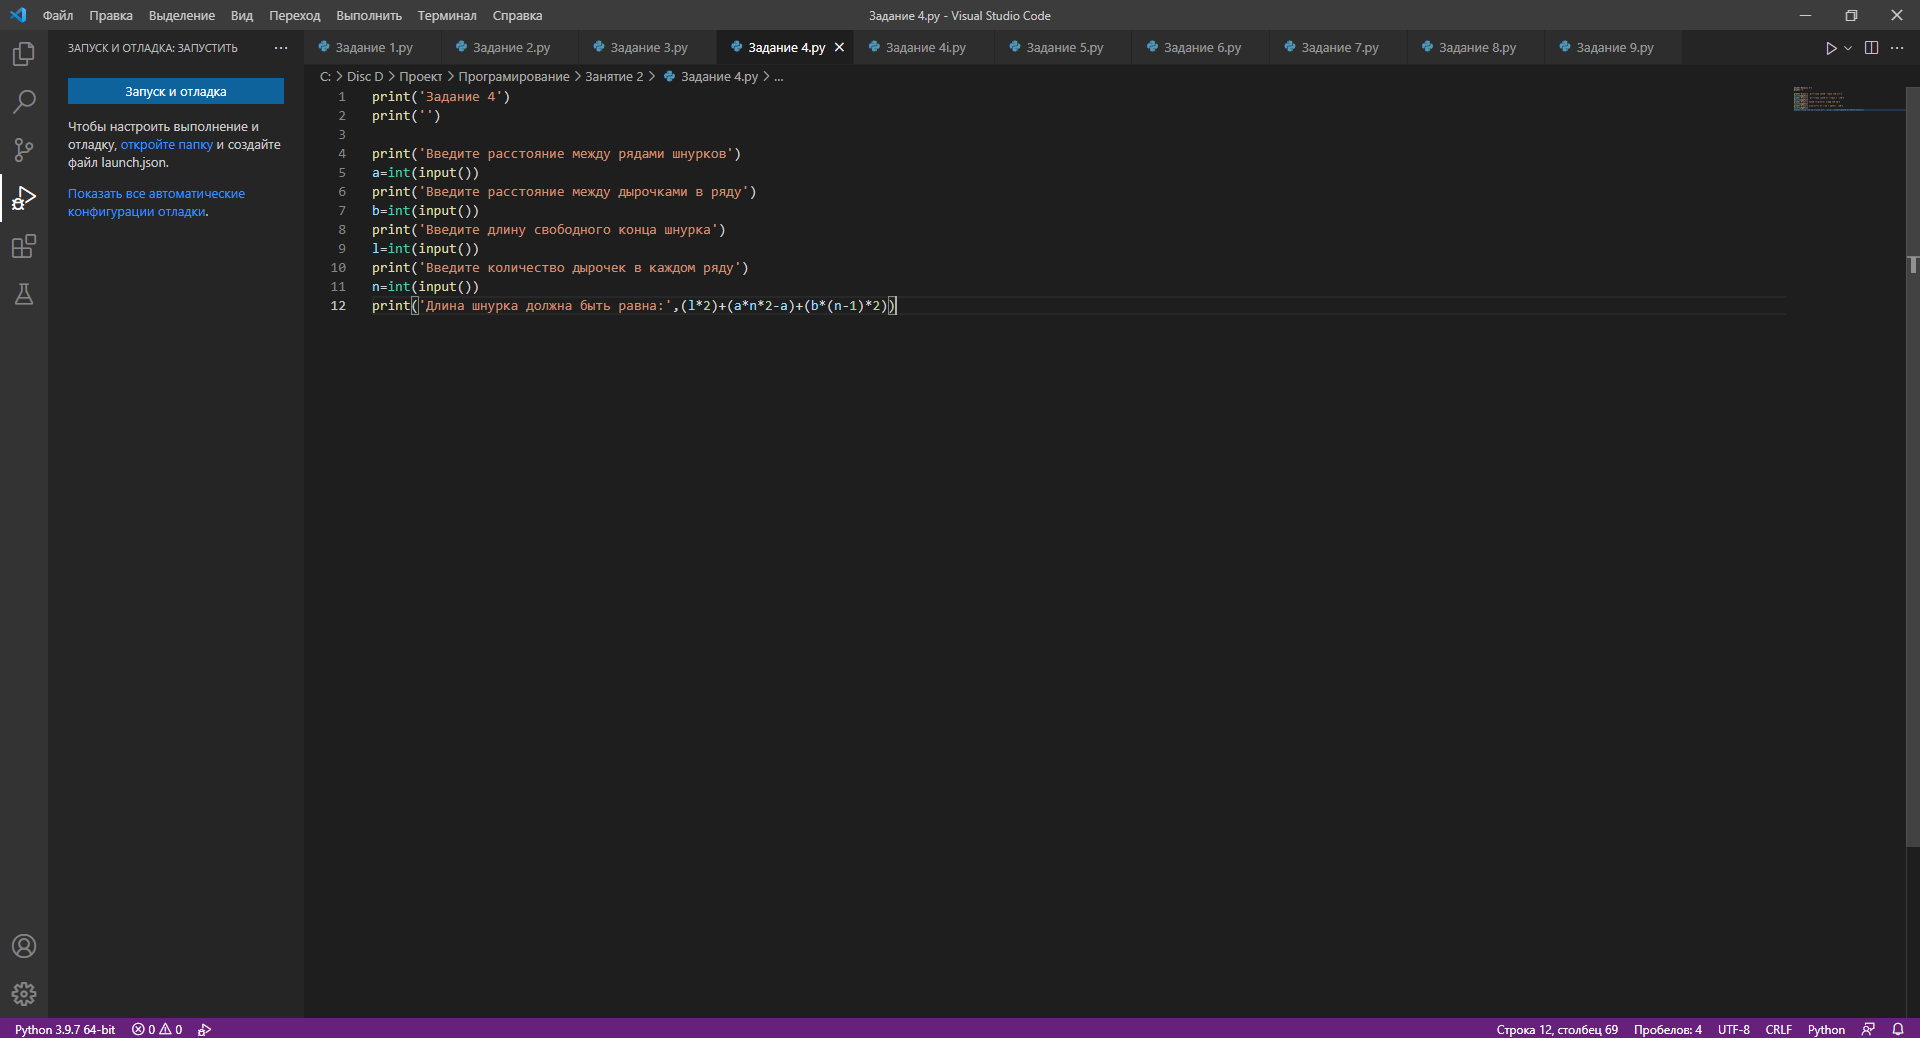 Файл Правка Выделение Вид Переход Выполнить Терминал Справка
Задание 4.py - Visual Studio Code
ЗАПУСК И ОТЛАДКА: ЗАПУСТИТЬ
Запуск и отладка
Чтобы настроить выполнение и
отладку, откройте папку и создайте
файл launch.json.
Показать все автоматические
конфигурации отладки.
Задание 1.py Задание 2.py Задание 3.py Задание 4.py Задание 4i.py Задание 5.py Задание 6.py Задание 7.py Задание 8.py Задание 9.py
C: > Disc D > Проект > Програмирование > Занятие 2 > Задание 4.py > ...
1 print('Задание 4')
2 print('')
3
4 print('Введите расстояние между рядами шнурков')
5 a=int(input())
6 print('Введите расстояние между дырочками в ряду')
7 b=int(input())
8 print('Введите длину свободного конца шнурка')
9 l=int(input())
10 print('Введите количество дырочек в каждом ряду')
11 n=int(input())
12 print('Длина шнурка должна быть равна:',(l*2)+(a*n*2-a)+(b*(n-1)*2))
Python 3.9.7 64-bit 0 0
Строка 12, столбец 69 Пробелов: 4 UTF-8 CRLF Python